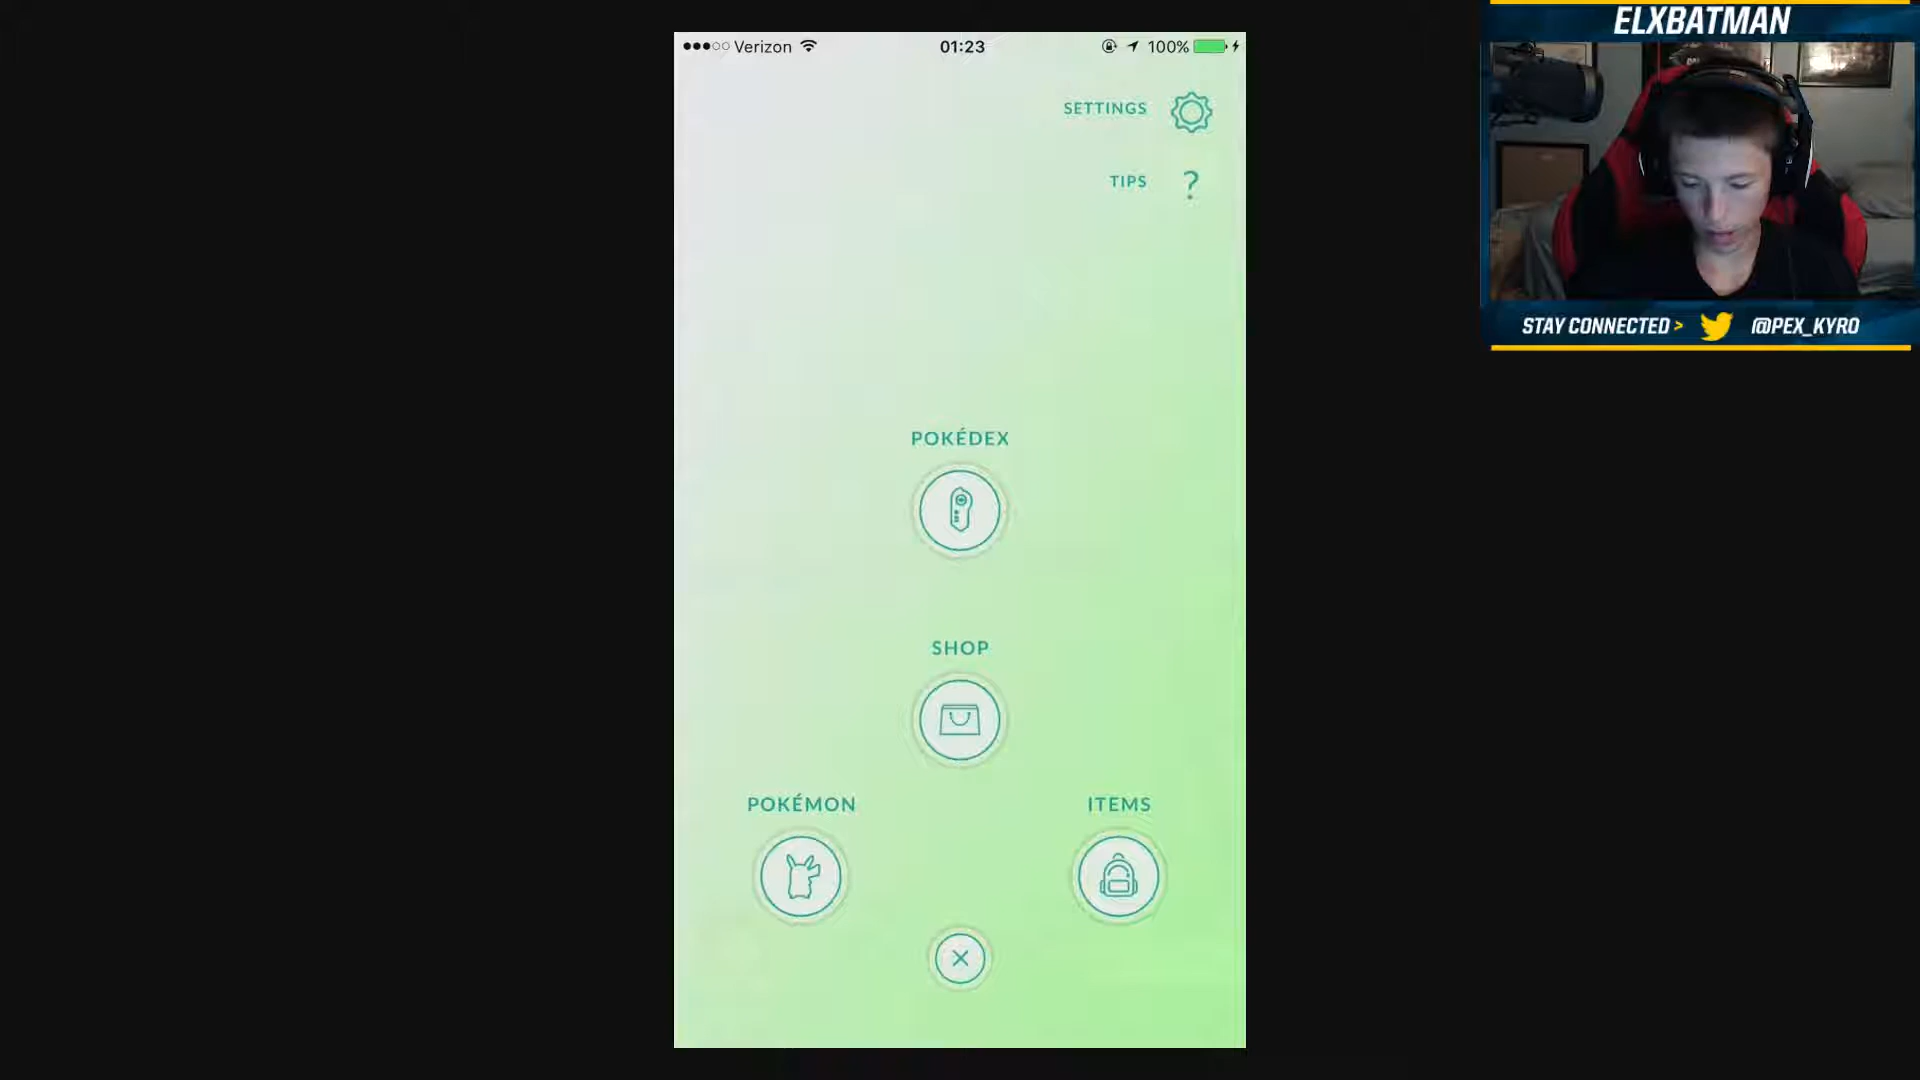 ELXBATMAN
Verizon 01:23 100%
SETTINGS
TIPS ?
POKÉDEX
SHOP
POKÉMON ITEMS
STAY CONNECTED > @PEX_KYRO